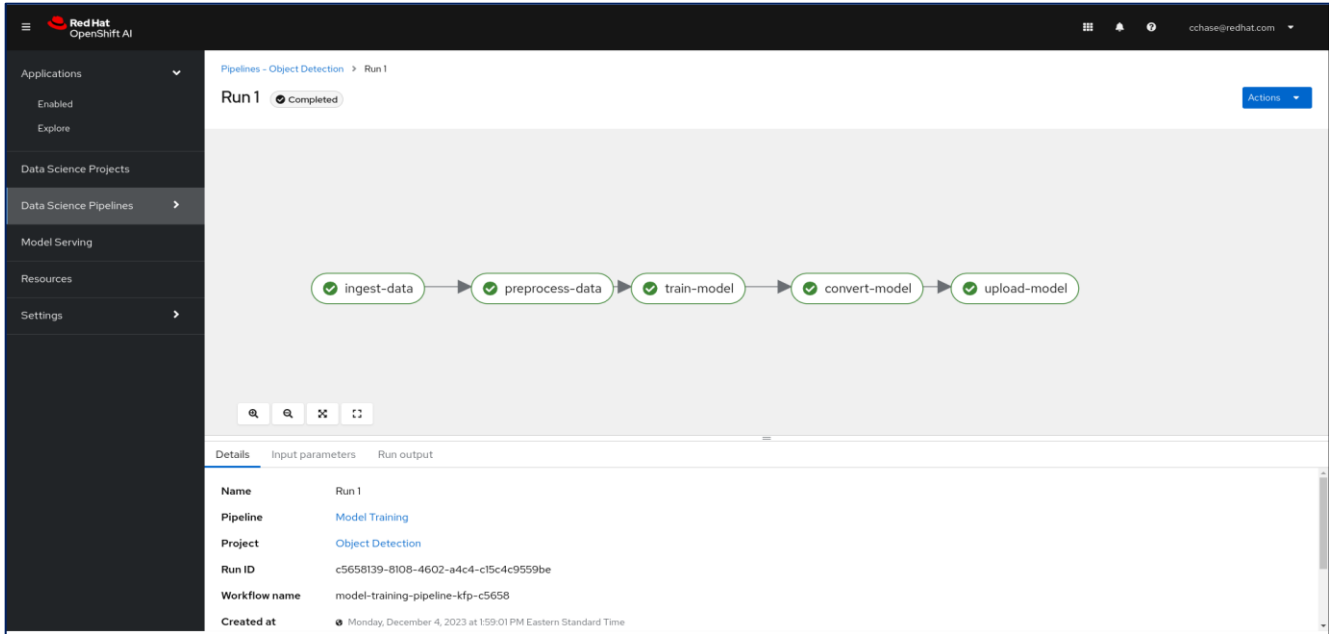 Red Hat
OpenShift AI
cchase@redhat.com
Applications
Enabled
Explore
Data Science Projects
Data Science Pipelines
Model Serving
Resources
Settings
Pipelines - Object Detection > Run 1
Run 1 Completed
Actions
ingest-data preprocess-data train-model convert-model upload-model
Details Input parameters Run output
Name Run 1
Pipeline Model Training
Project Object Detection
Run ID c5658139-8108-4602-a4c4-c15c4c9559be
Workflow name model-training-pipeline-kfp-c5658
Created at Monday, December 4, 2023 at 1:59:01 PM Eastern Standard Time